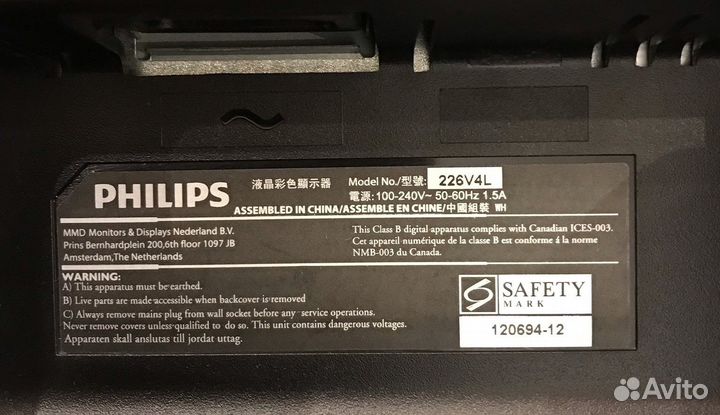 PHILIPS
液晶彩色顯示器 Model No./型號: 226V4L
電源: 100-240V~ 50-60Hz 1.5A
ASSEMBLED IN CHINA/ASSEMBLE EN CHINE/中國組裝 WH
MMD Monitors & Displays Nederland B.V.
Prins Bernhardplein 200,6th floor 1097 JB
Amsterdam,The Netherlands
This Class B digital apparatus complies with Canadian ICES-003.
Cet appareil numérique de la classe B est conforme á la norme
NMB-003 du Canada.
WARNING:
A) This apparatus must be earthed.
B) Live parts are made accessible when backcover is removed
C) Always remove mains plug from wall socket before any service operations.
Never remove covers unless qualified to do so. This unit contains dangerous voltages.
Apparaten skall anslutas till jordat uttag.
SAFETY
MARK
120694-12
Avito